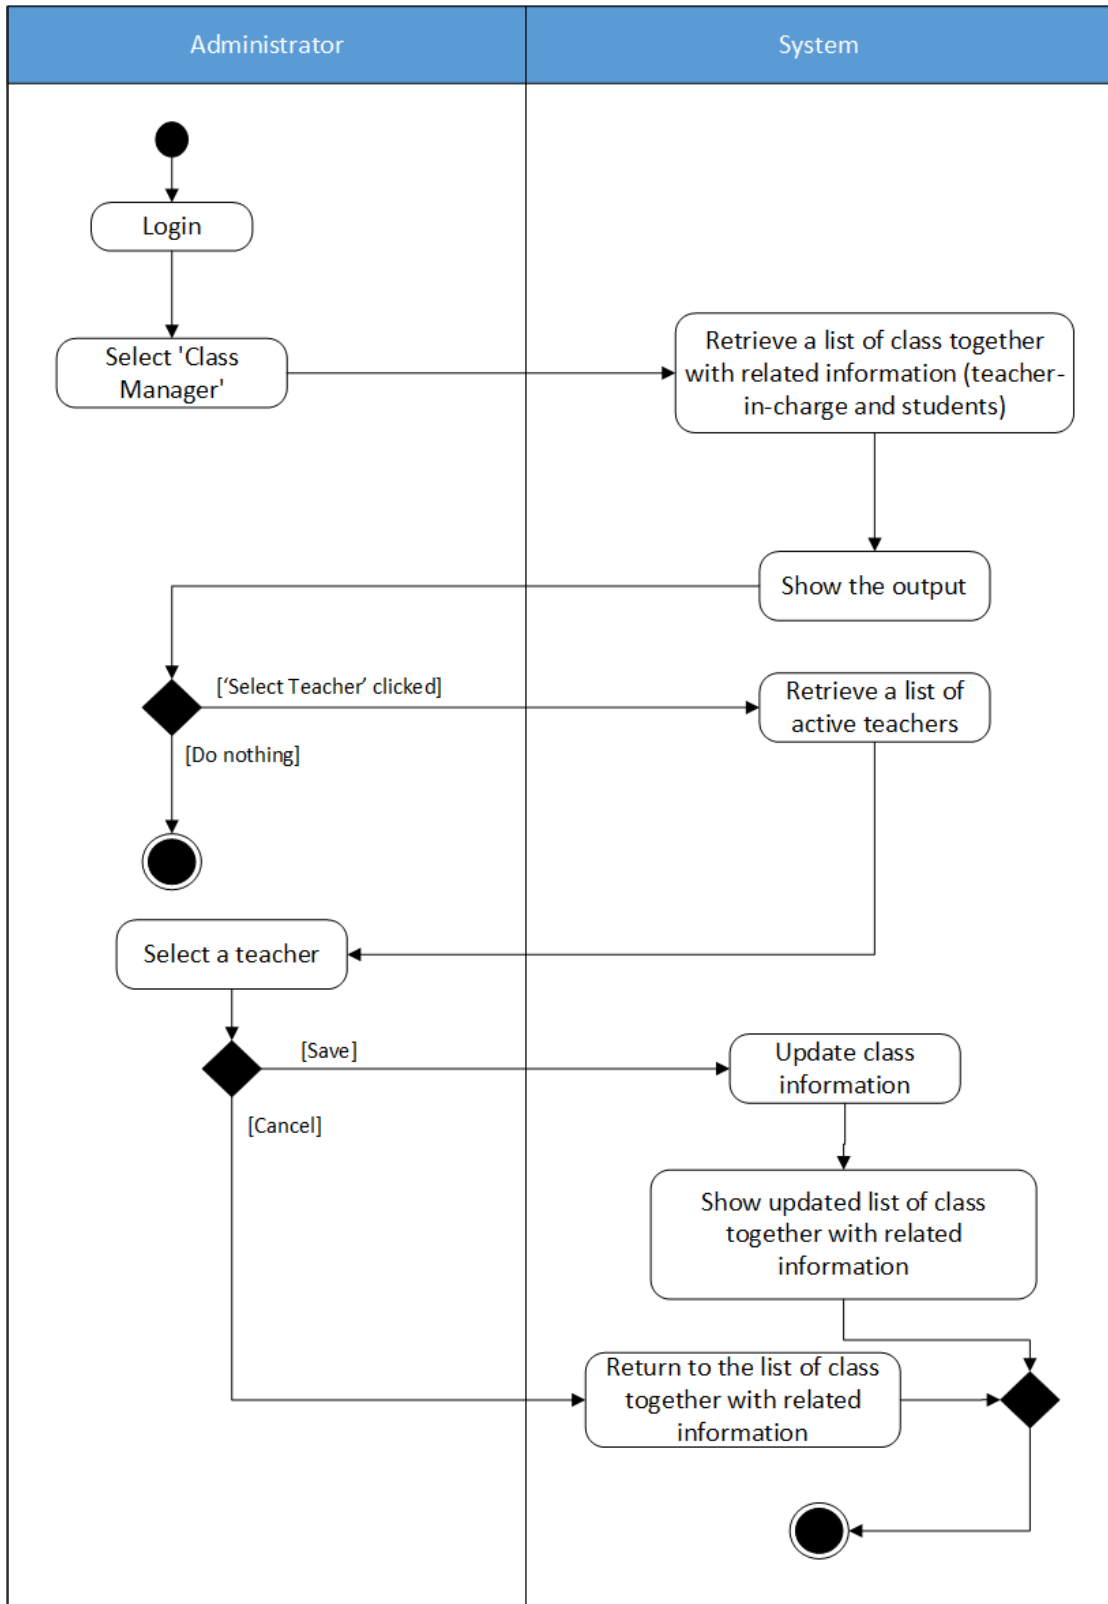 Administrator
System
Login
Select 'Class
Manager'
Retrieve a list of class together
with related information (teacher-
in-charge and students)
Show the output
[‘Select Teacher’ clicked]
Retrieve a list of
active teachers
[Do nothing]
Select a teacher
[Save]
Update class
information
[Cancel]
Show updated list of class
together with related
information
Return to the list of class
together with related
information